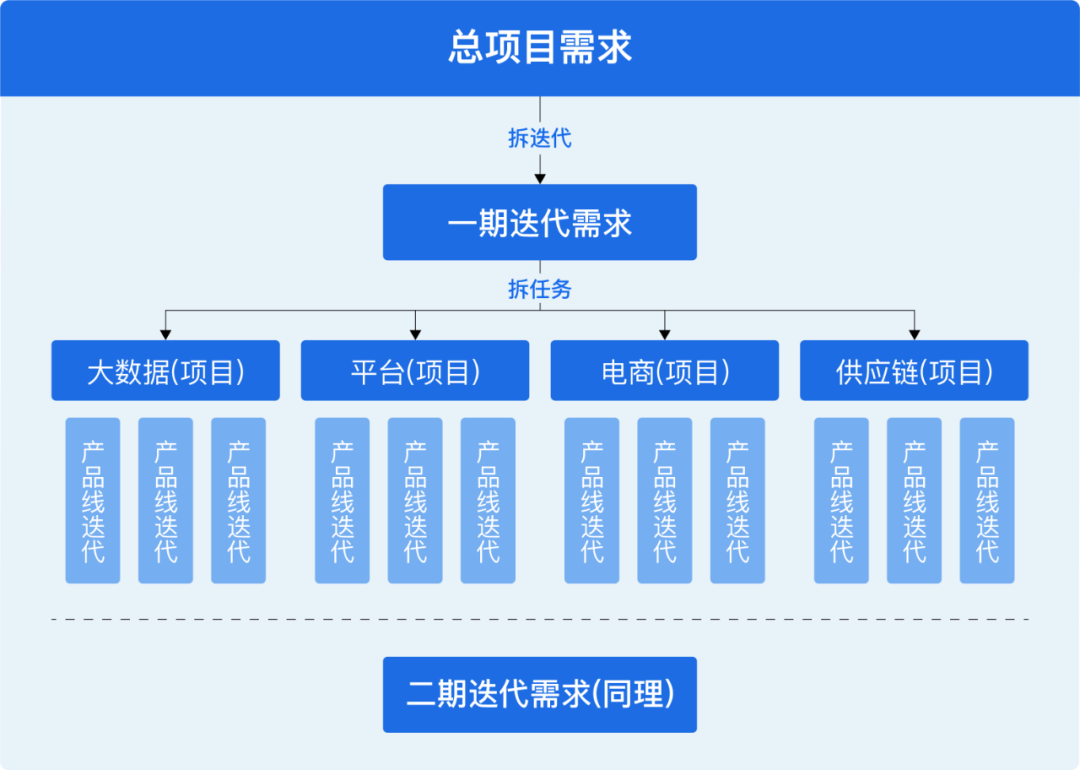 总项目需求
拆迭代
一期迭代需求
拆任务
大数据(项目)
平台(项目)
电商(项目)
供应链(项目)
产品线迭代
产品线迭代
产品线迭代
产品线迭代
产品线迭代
产品线迭代
产品线迭代
产品线迭代
产品线迭代
产品线迭代
产品线迭代
产品线迭代
二期迭代需求(同理)